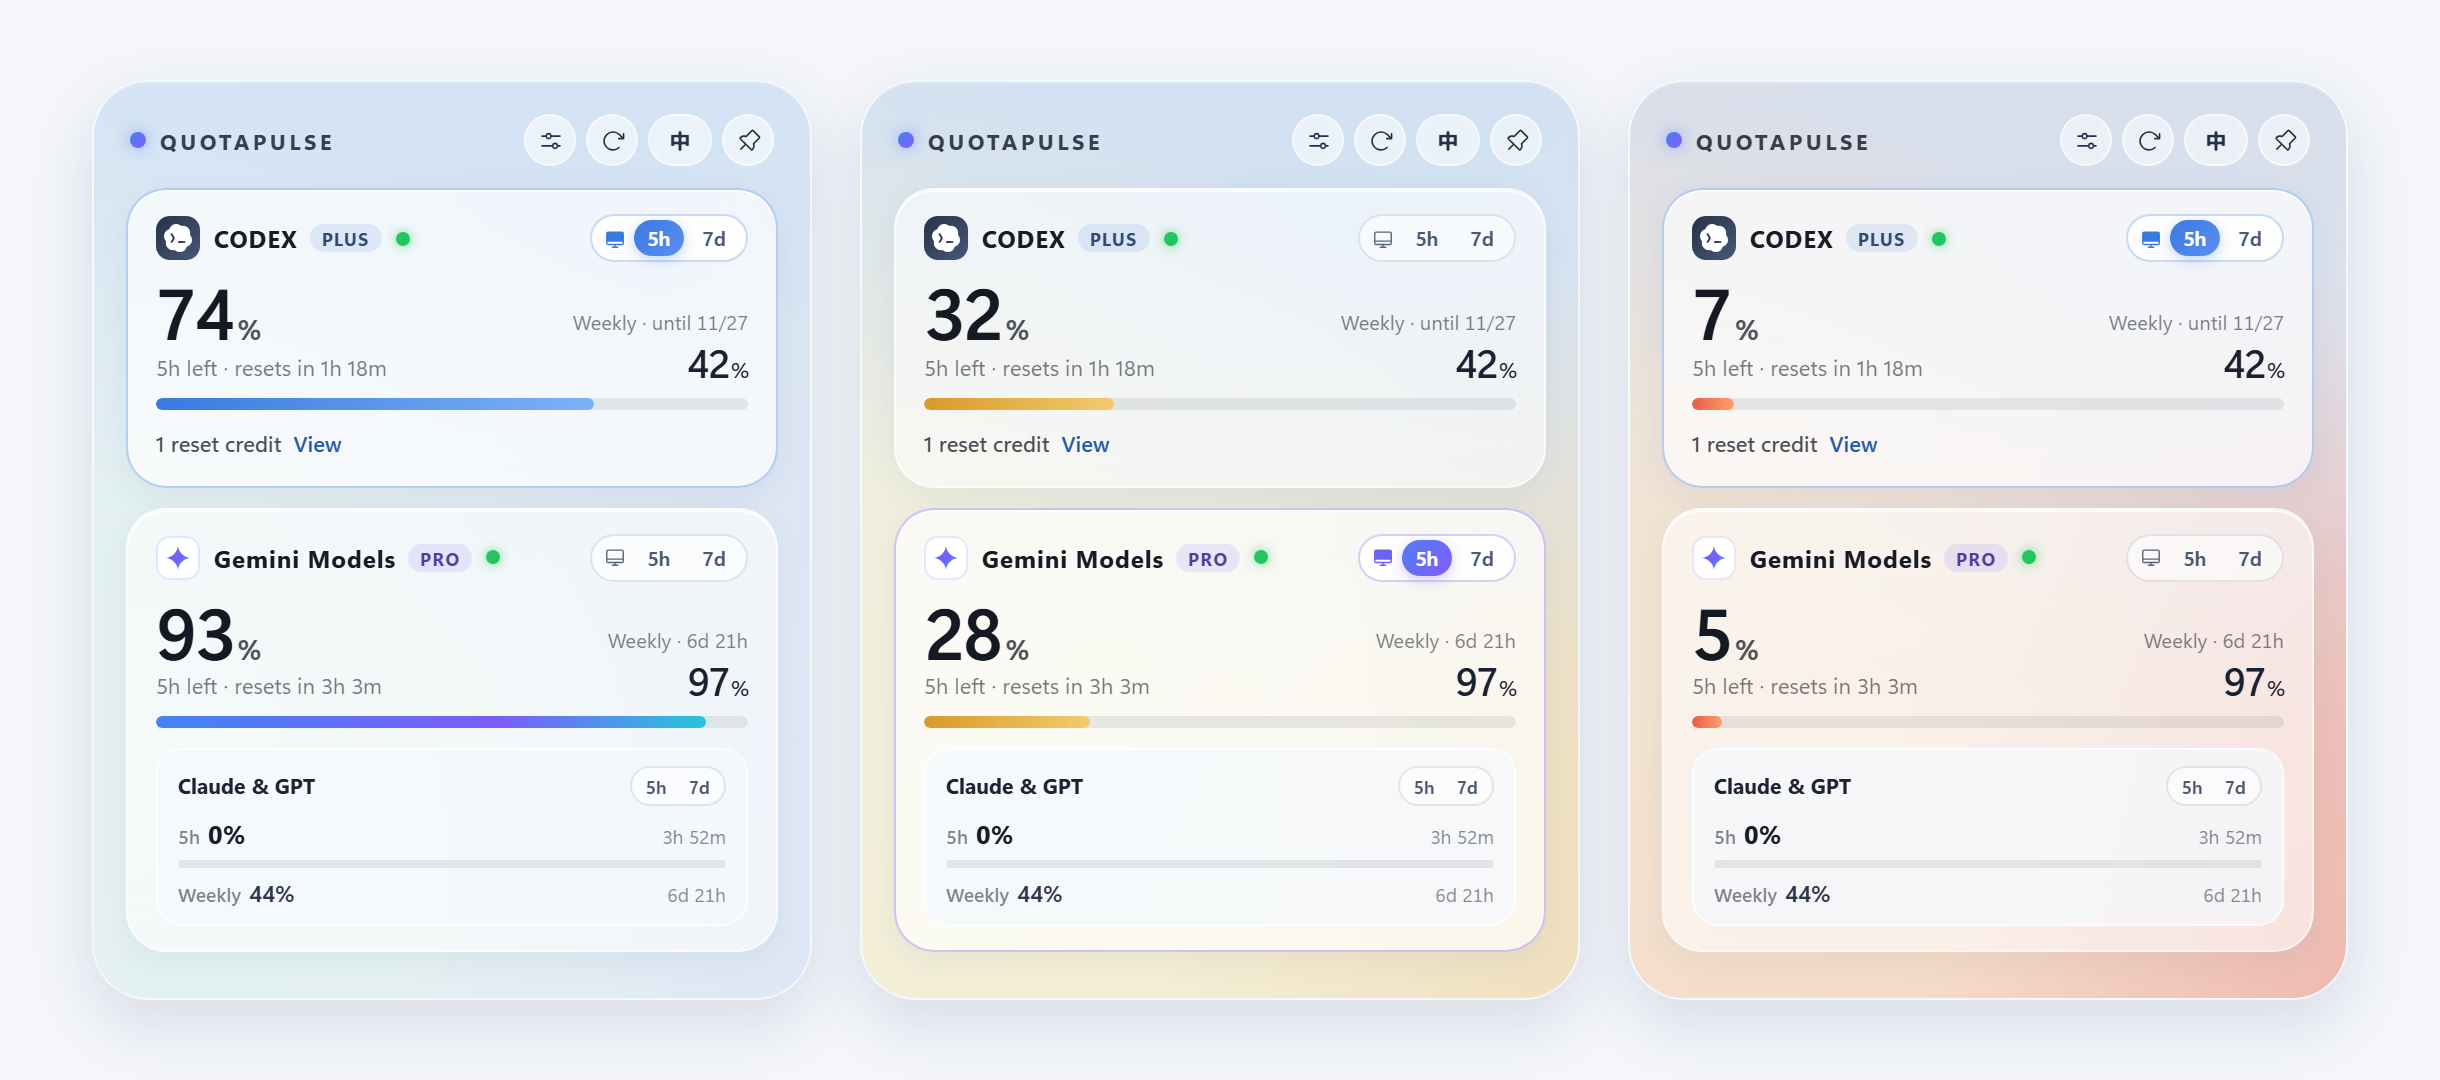 QUOTAPULSE 中
CODEX PLUS 5h 7d
74%
Weekly · until 11/27
5h left · resets in 1h 18m
42%
1 reset credit View
Gemini Models PRO 5h 7d
93%
Weekly · 6d 21h
5h left · resets in 3h 3m
97%
Claude & GPT 5h 7d
5h 0% 3h 52m
Weekly 44% 6d 21h
QUOTAPULSE 中
CODEX PLUS 5h 7d
32%
Weekly · until 11/27
5h left · resets in 1h 18m
42%
1 reset credit View
Gemini Models PRO 5h 7d
28%
Weekly · 6d 21h
5h left · resets in 3h 3m
97%
Claude & GPT 5h 7d
5h 0% 3h 52m
Weekly 44% 6d 21h
QUOTAPULSE 中
CODEX PLUS 5h 7d
7%
Weekly · until 11/27
5h left · resets in 1h 18m
42%
1 reset credit View
Gemini Models PRO 5h 7d
5%
Weekly · 6d 21h
5h left · resets in 3h 3m
97%
Claude & GPT 5h 7d
5h 0% 3h 52m
Weekly 44% 6d 21h